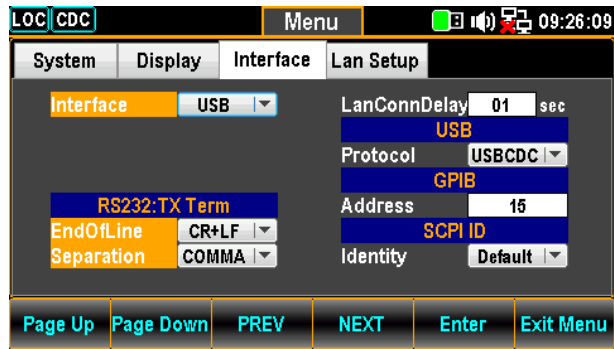 LOC CDC Menu 09:26:09
System Display Interface Lan Setup
Interface USB
LanConnDelay 01 sec
USB
Protocol USBCDC
GPIB
RS232:TX Term
Address 15
EndOfLine CR+LF
SCPI ID
Separation COMMA
Identity Default
Page Up Page Down PREV NEXT Enter Exit Menu